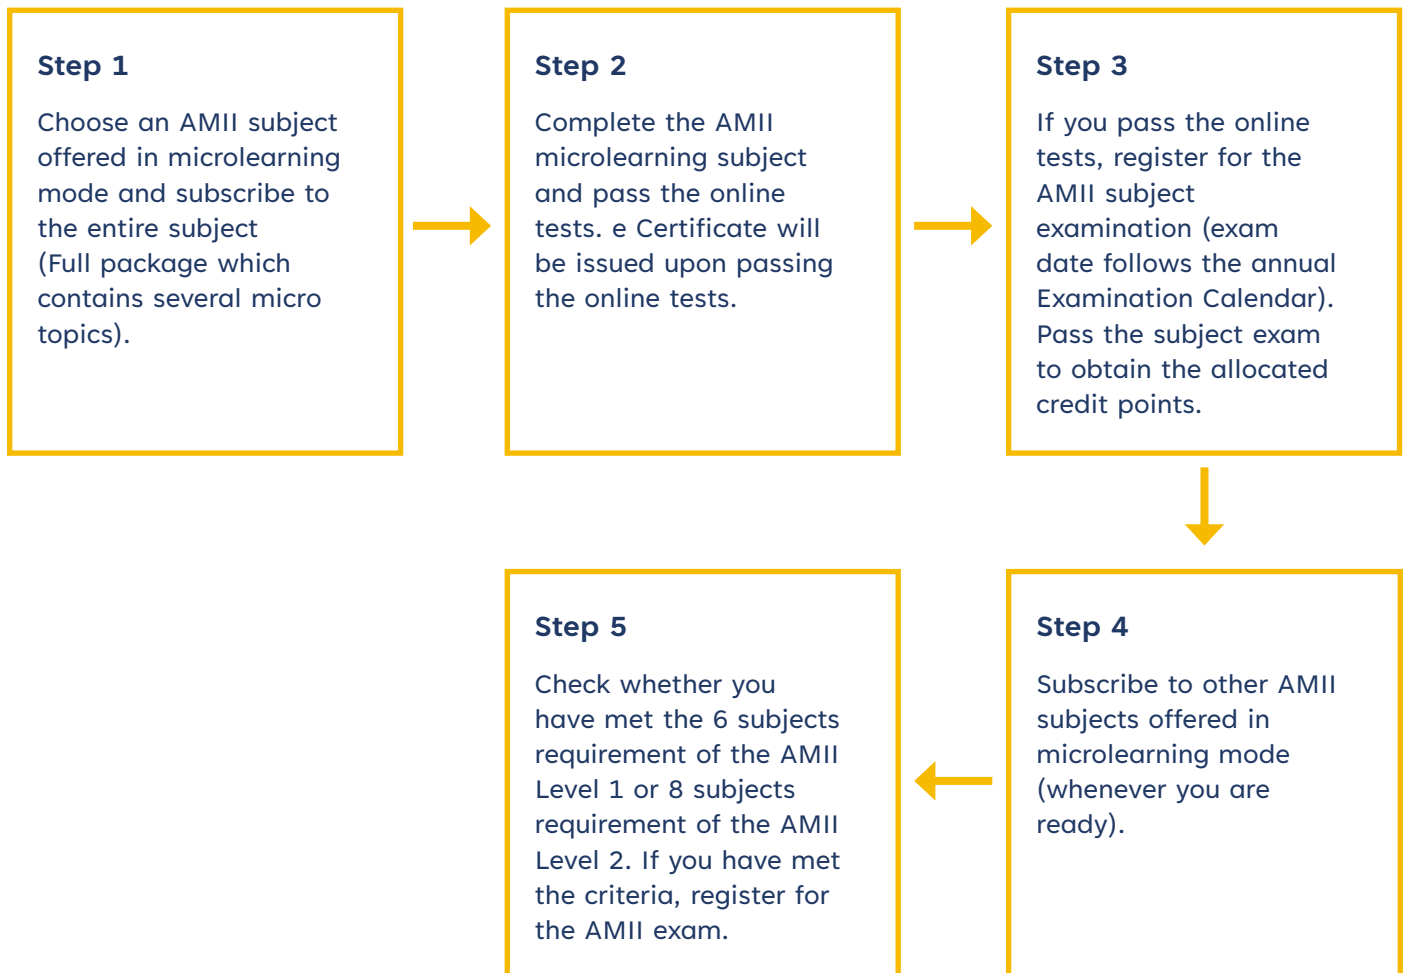 Step 1
Choose an AMII subject
offered in microlearning
mode and subscribe to
the entire subject
(Full package which
contains several micro
topics).
Step 2
Complete the AMII
microlearning subject
and pass the online
tests. e Certificate will
be issued upon passing
the online tests.
Step 3
If you pass the online
tests, register for the
AMII subject
examination (exam
date follows the annual
Examination Calendar).
Pass the subject exam
to obtain the allocated
credit points.
Step 4
Subscribe to other AMII
subjects offered in
microlearning mode
(whenever you are
ready).
Step 5
Check whether you
have met the 6 subjects
requirement of the AMII
Level 1 or 8 subjects
requirement of the AMII
Level 2. If you have met
the criteria, register for
the AMII exam.